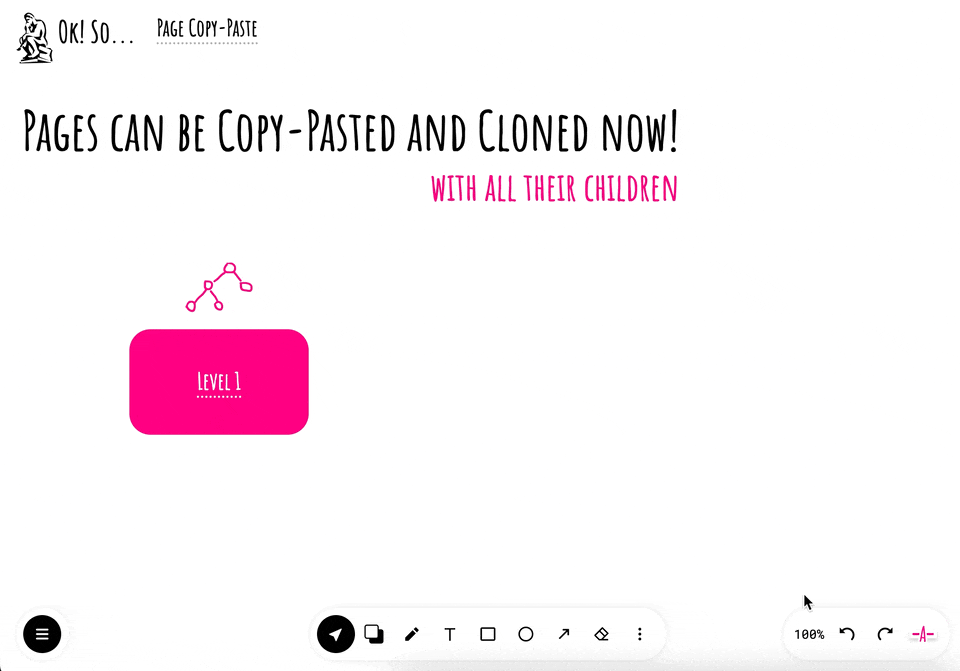 Ok! So...
Page Copy-Paste
Pages can be Copy-Pasted and Cloned now!
with all their children
Level 1
T
100%
-A-